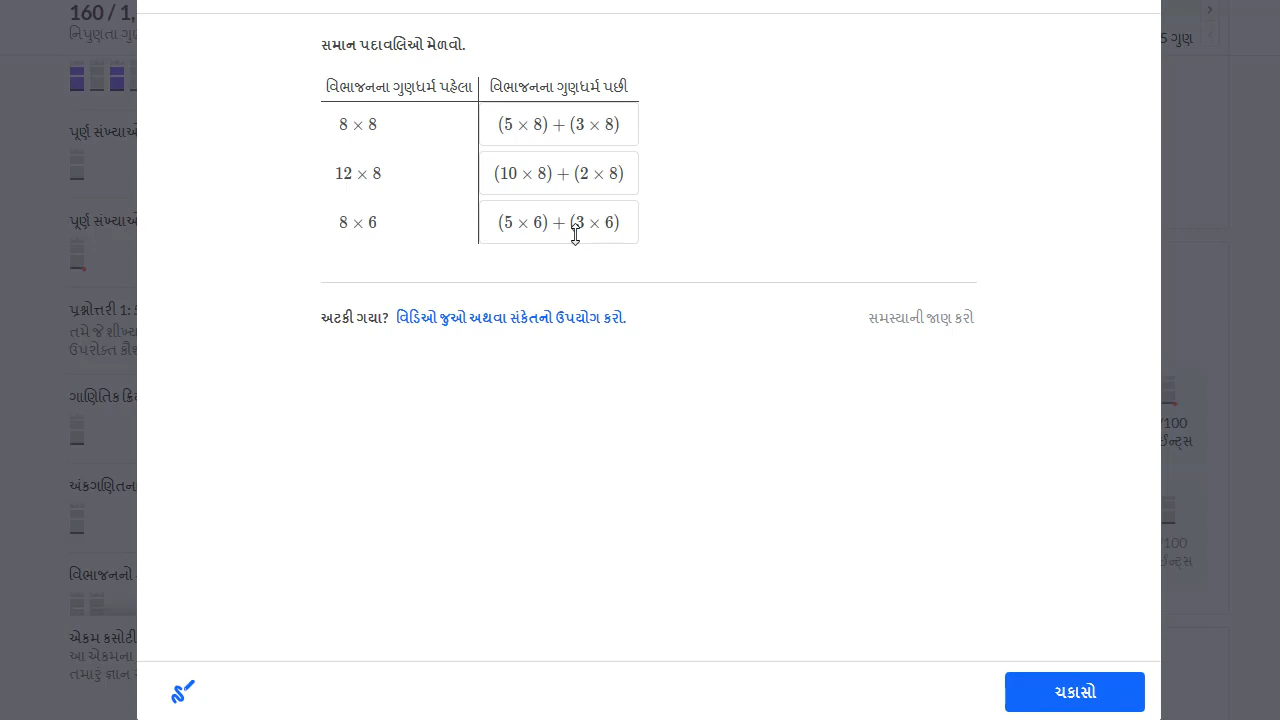 160 / 1,
નિપુણતા ગુણ
5 ગુણ
સમાન પદાવલિઓ મેળવો.
વિભાજનના ગુણધર્મ પહેલા વિભાજનના ગુણધર્મ પછી
8 × 8 (5 × 8) + (3 × 8)
12 × 8 (10 × 8) + (2 × 8)
8 × 6 (5 × 6) + (3 × 6)
અટકી ગયા? વિડિઓ જુઓ અથવા સંકેતનો ઉપયોગ કરો. સમસ્યાની જાણ કરો
પૂર્ણ સંખ્યાઓ
પૂર્ણ સંખ્યાઓ
પ્રશ્નોત્તરી 1:
તમે જે શીખ્યા
ઉપરોક્ત કૌશ
ગાણિતિક ક્રિ
/100
ઈન્ટ્સ
અંકગણિતના
/100
ઈન્ટ્સ
વિભાજનનો
એકમ કસોટી
આ એકમના
તમારું જ્ઞાન
ચકાસો